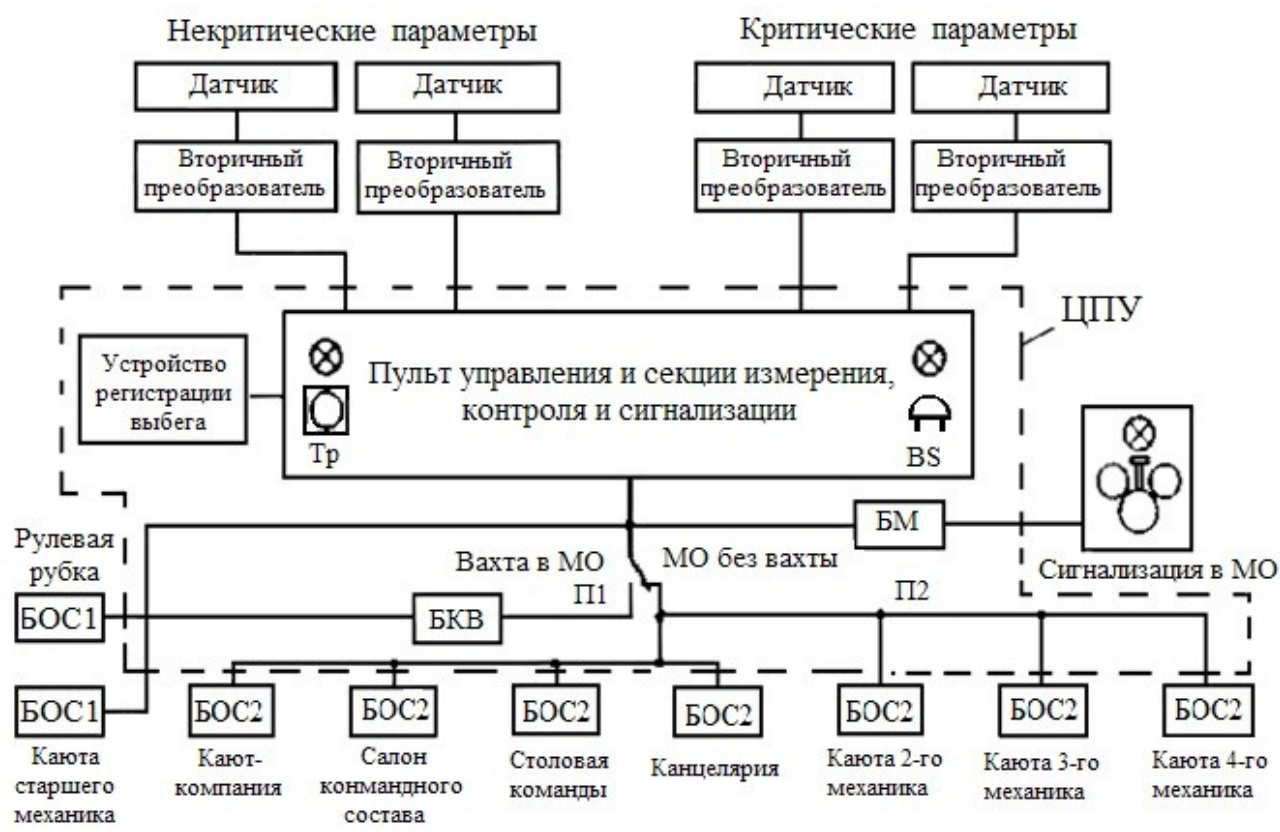 Некритические параметры
Критические параметры
Датчик
Датчик
Датчик
Датчик
Вторичный
преобразователь
Вторичный
преобразователь
Вторичный
преобразователь
Вторичный
преобразователь
ЦПУ
Устройство
регистрации
выбега
Пульт управления и секции измерения,
контроля и сигнализации
Тр
BS
БМ
Сигнализация в МО
Рулевая
рубка
Вахта в МО
МО без вахты
П1
П2
БОС1
БКВ
БОС1
БОС2
БОС2
БОС2
БОС2
БОС2
БОС2
БОС2
Каюта
старшего
механика
Кают-
компания
Салон
конмандного
состава
Столовая
команды
Канцелярия
Каюта 2-го
механика
Каюта 3-го
механика
Каюта 4-го
механика